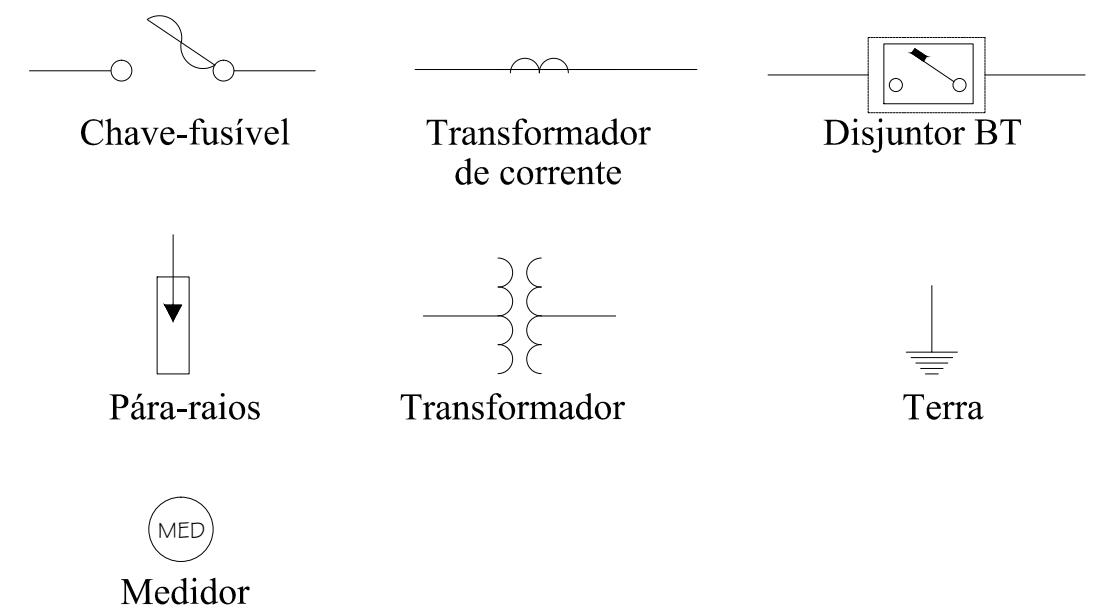 Chave-fusível
Transformador
de corrente
Disjuntor BT
Pára-raios
Transformador
Terra
MED
Medidor